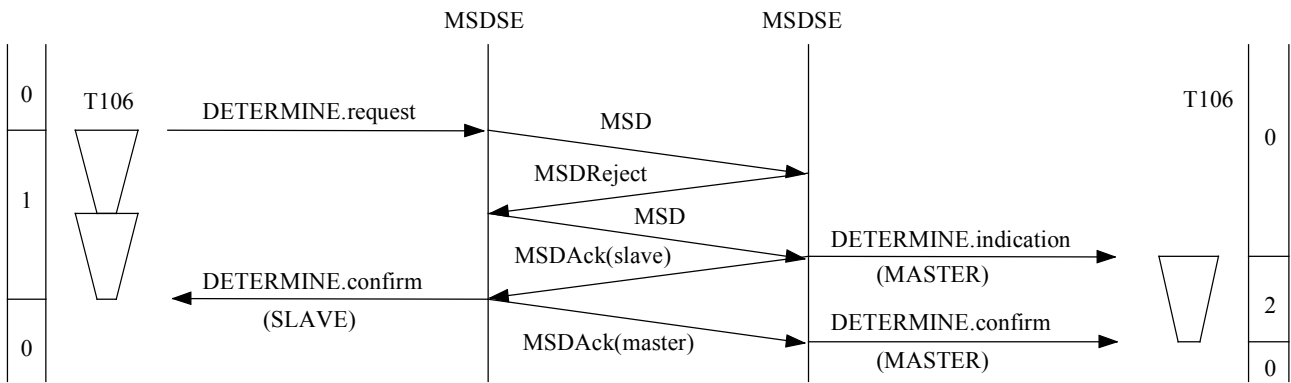 MSDSE MSDSE
0 T106 T106
DETERMINE.request MSD 0
MSDReject
1 MSD
DETERMINE.indication
MSDAck(slave)
(MASTER)
DETERMINE.confirm
2
(SLAVE) DETERMINE.confirm
MSDAck(master)
0 (MASTER) 0